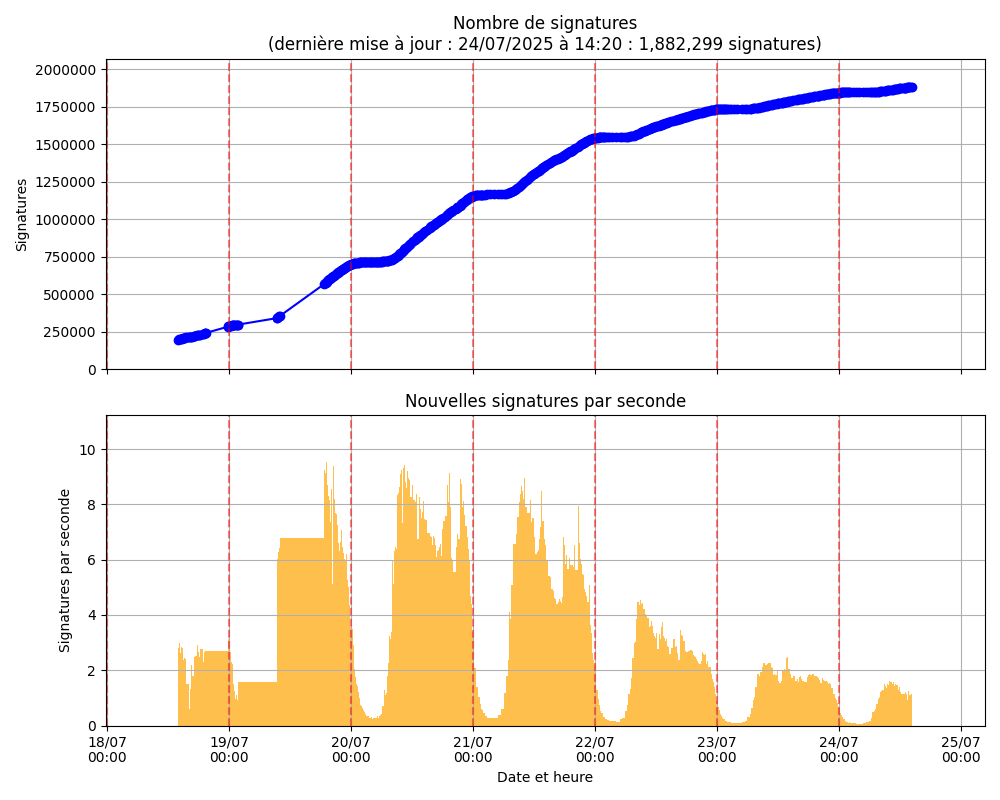 Nombre de signatures
(dernière mise à jour : 24/07/2025 à 14:20 : 1,882,299 signatures)
2000000
1750000
1500000
1250000
1000000
750000
500000
250000
0
Signatures
Nouvelles signatures par seconde
10
8
6
4
2
0
Signatures par seconde
18/07 19/07 20/07 21/07 22/07 23/07 24/07 25/07
00:00 00:00 00:00 00:00 00:00 00:00 00:00 00:00
Date et heure